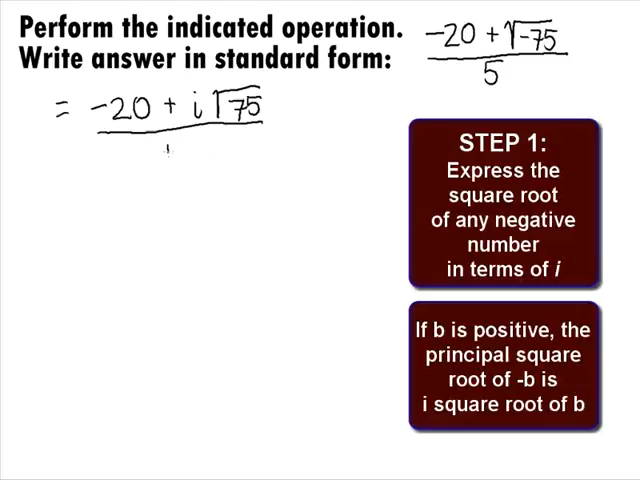 Perform the indicated operation.
Write answer in standard form:
-20 + √-75
5
= -20 + i √75
STEP 1:
Express the
square root
of any negative
number
in terms of i
If b is positive, the
principal square
root of -b is
i square root of b